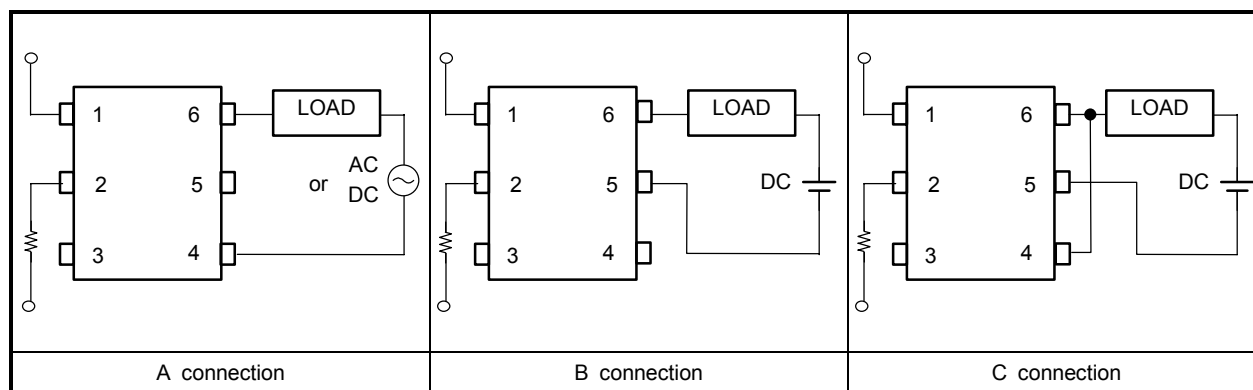 1 6 LOAD
2 5 or AC
DC
3 4
A connection
1 6 LOAD
2 5 DC
3 4
B connection
1 6 LOAD
2 5 DC
3 4
C connection